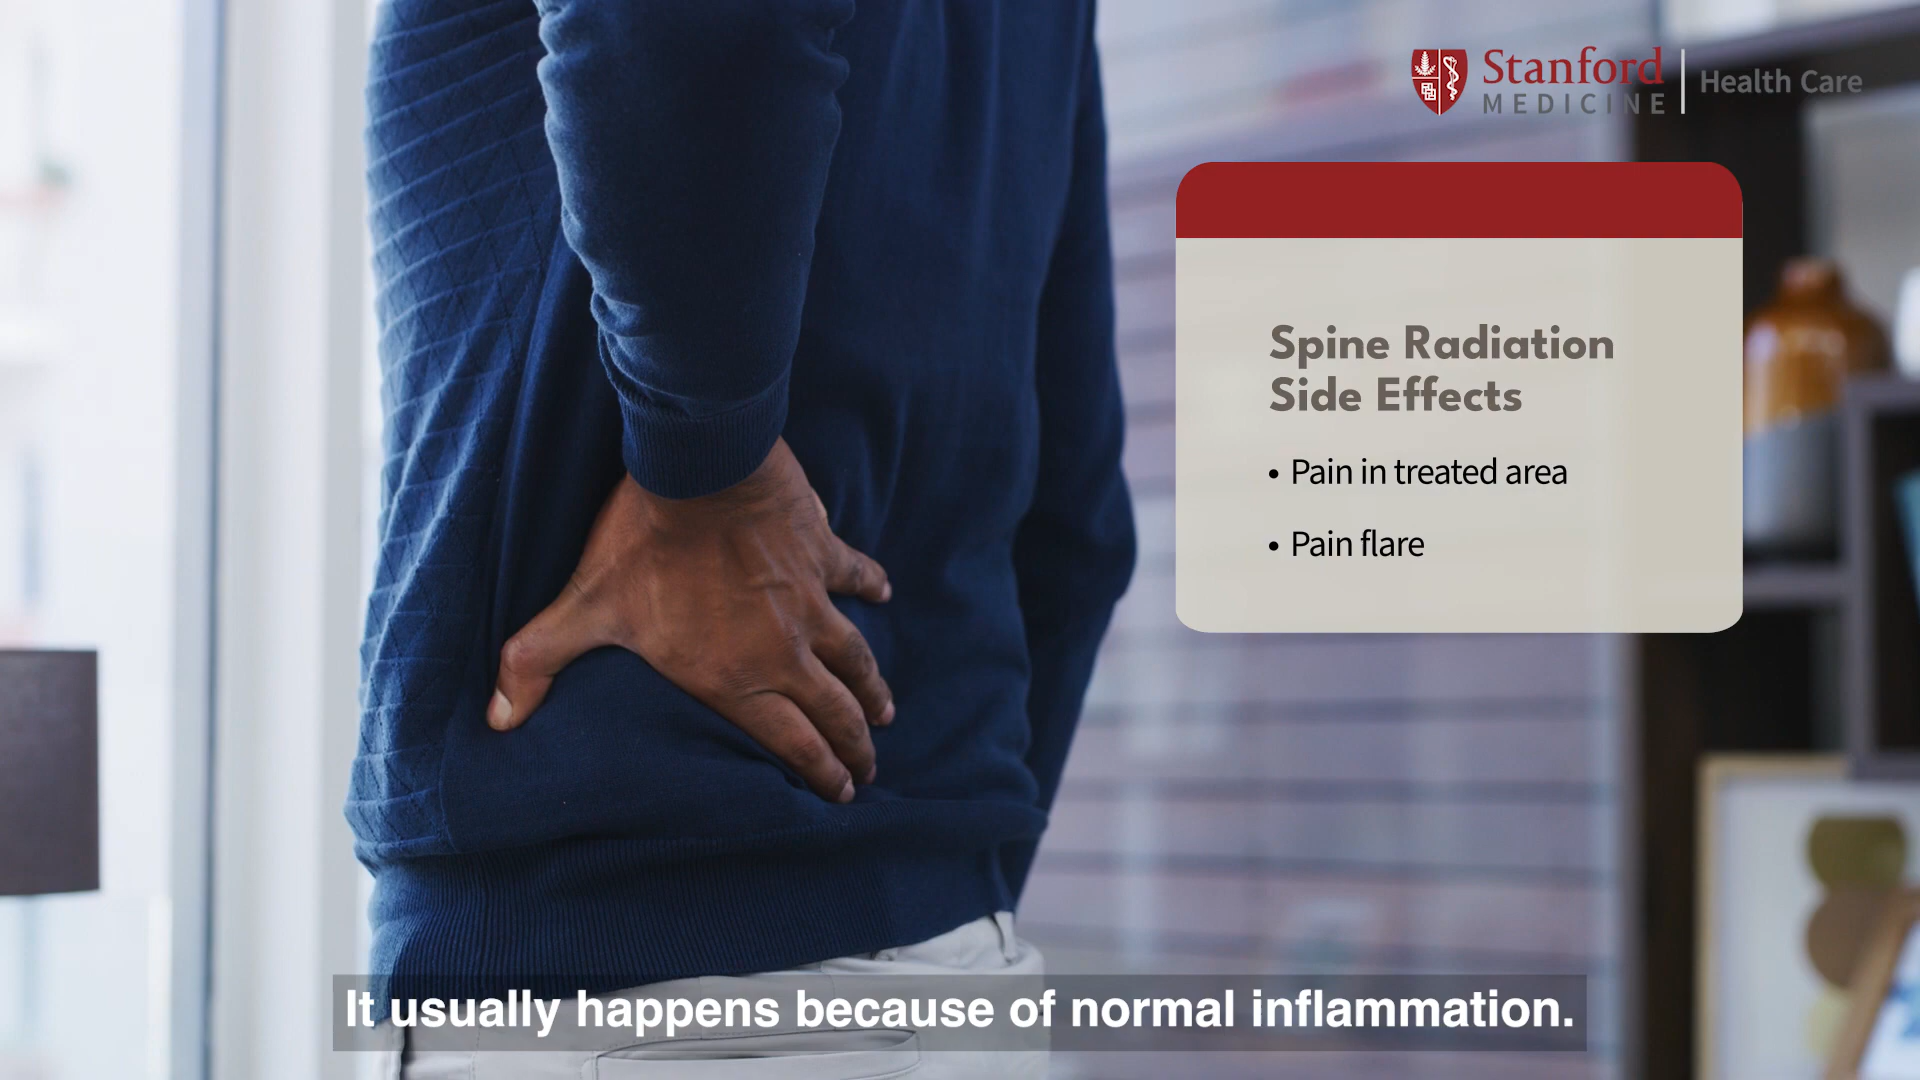 Stanford
MEDICINE
Health Care
Spine Radiation
Side Effects
• Pain in treated area
• Pain flare
It usually happens because of normal inflammation.